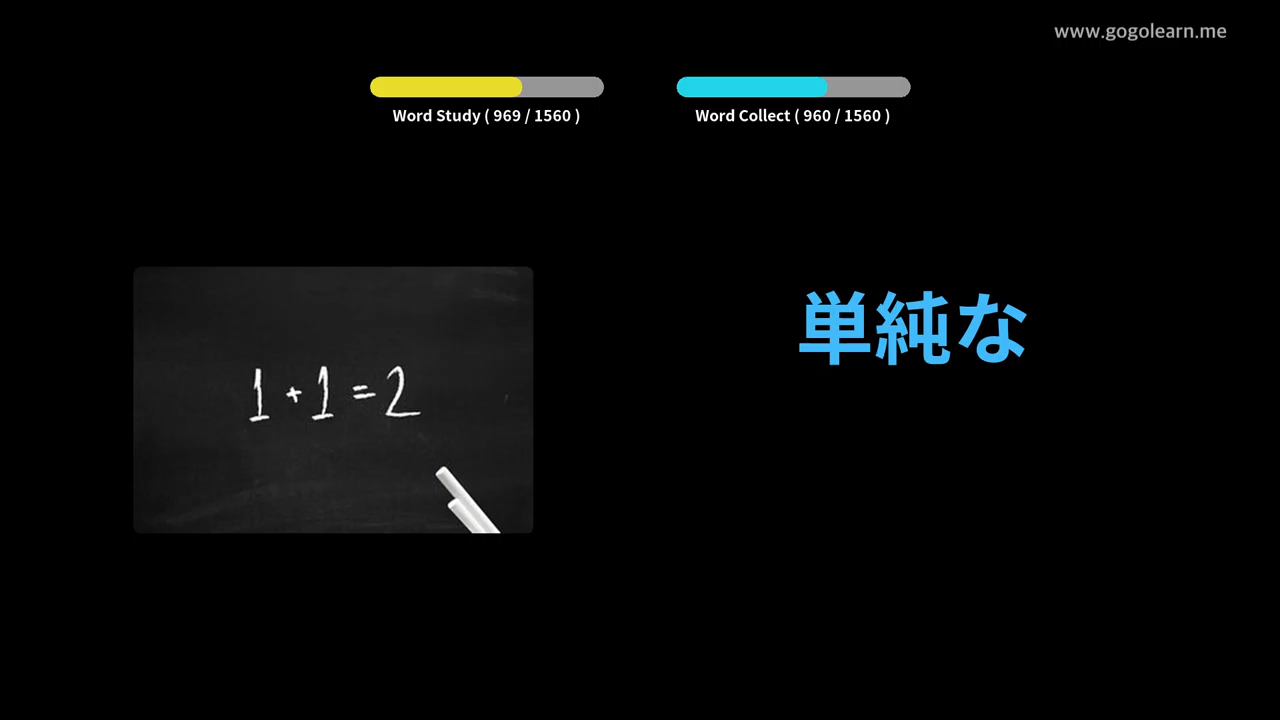 www.gogolearn.me
Word Study ( 969 / 1560 )
Word Collect ( 960 / 1560 )
1 + 1 = 2
単純な